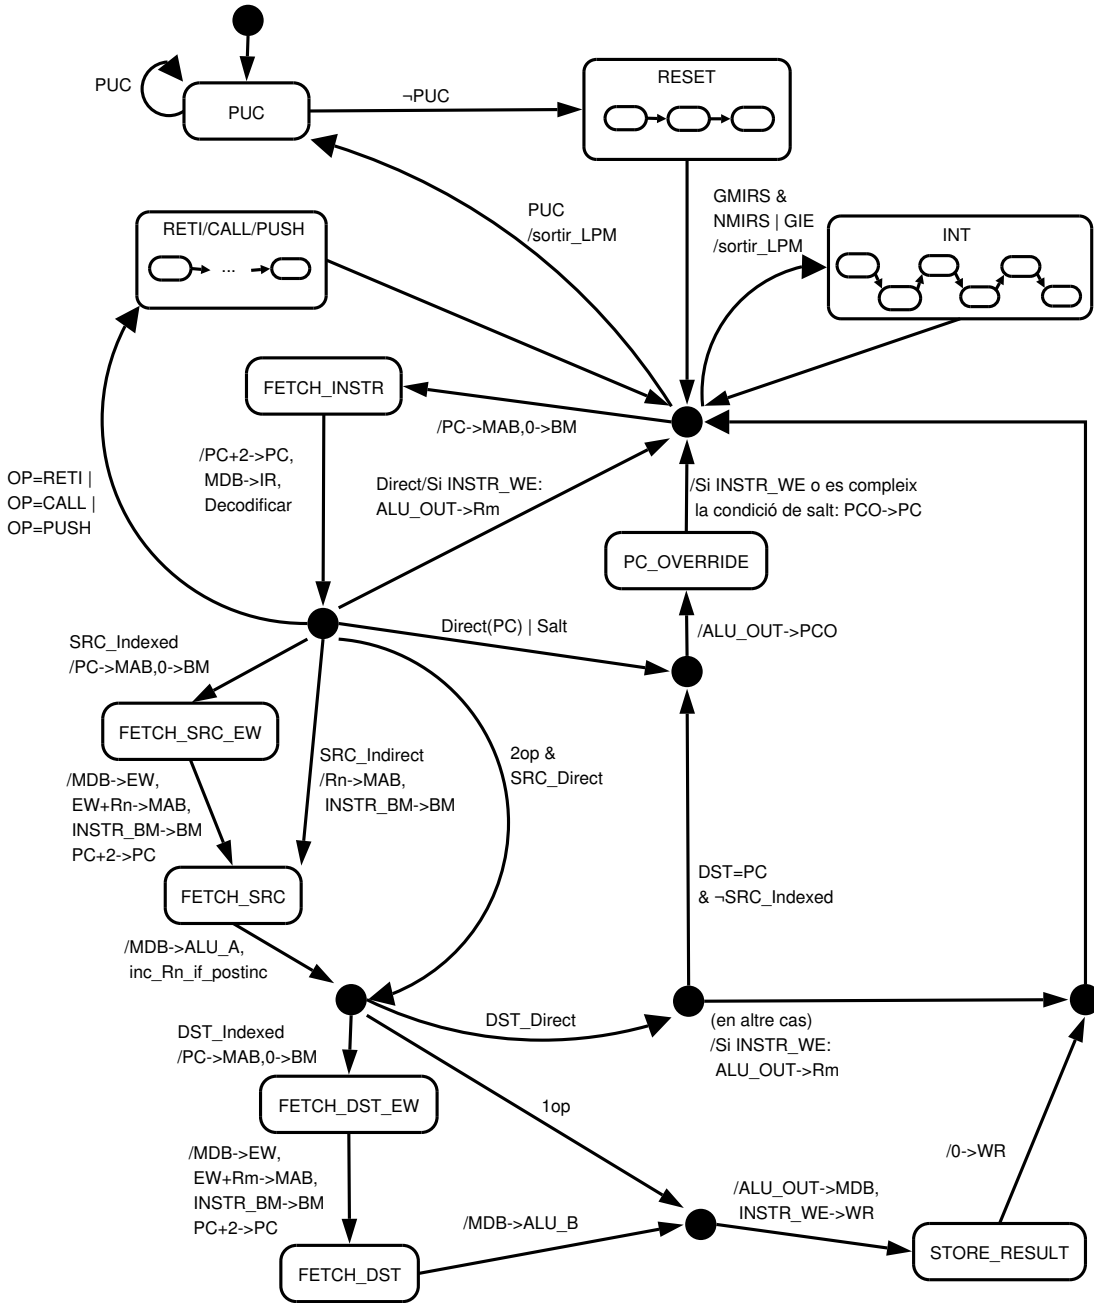 PUC
PUC
¬PUC
RESET
PUC
/sortir_LPM
GMIRS &
NMIRS | GIE
/sortir_LPM
INT
RETI/CALL/PUSH
...
FETCH_INSTR
/PC->MAB,0->BM
/PC+2->PC,
MDB->IR,
Decodificar
Direct/Si INSTR_WE:
ALU_OUT->Rm
/Si INSTR_WE o es compleix
la condició de salt: PCO->PC
OP=RETI |
OP=CALL |
OP=PUSH
PC_OVERRIDE
Direct(PC) | Salt
/ALU_OUT->PCO
SRC_Indexed
/PC->MAB,0->BM
FETCH_SRC_EW
SRC_Indirect
/Rn->MAB,
INSTR_BM->BM
2op &
SRC_Direct
/MDB->EW,
EW+Rn->MAB,
INSTR_BM->BM
PC+2->PC
FETCH_SRC
DST=PC
& ¬SRC_Indexed
/MDB->ALU_A,
inc_Rn_if_postinc
DST_Indexed
/PC->MAB,0->BM
DST_Direct
(en altre cas)
/Si INSTR_WE:
ALU_OUT->Rm
FETCH_DST_EW
1op
/MDB->EW,
EW+Rm->MAB,
INSTR_BM->BM
PC+2->PC
/0->WR
/ALU_OUT->MDB,
INSTR_WE->WR
/MDB->ALU_B
STORE_RESULT
FETCH_DST